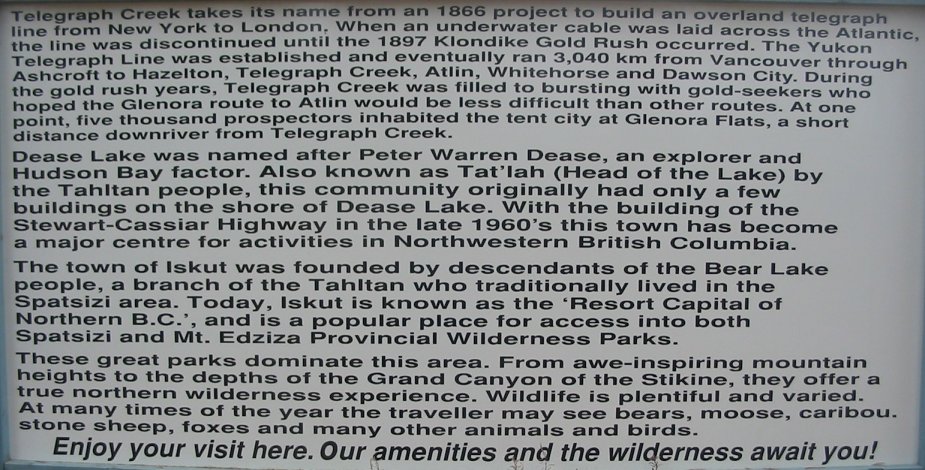 Telegraph Creek takes its name from an 1866 project to build an overland telegraph
line from New York to London. When an underwater cable was laid across the Atlantic,
the line was discontinued until the 1897 Klondike Gold Rush occurred. The Yukon
Telegraph Line was established and eventually ran 3,040 km from Vancouver through
Ashcroft to Hazelton, Telegraph Creek, Atlin, Whitehorse and Dawson City. During
the gold rush years, Telegraph Creek was filled to bursting with gold-seekers who
hoped the Glenora route to Atlin would be less difficult than other routes. At one
point, five thousand prospectors inhabited the tent city at Glenora Flats, a short
distance downriver from Telegraph Creek.
Dease Lake was named after Peter Warren Dease, an explorer and
Hudson Bay factor. Also known as Tat'lah (Head of the Lake) by
the Tahltan people, this community originally had only a few
buildings on the shore of Dease Lake. With the building of the
Stewart-Cassiar Highway in the late 1960's this town has become
a major centre for activities in Northwestern British Columbia.
The town of Iskut was founded by descendants of the Bear Lake
people, a branch of the Tahltan who traditionally lived in the
Spatsizi area. Today, Iskut is known as the 'Resort Capital of
Northern B.C.', and is a popular place for access into both
Spatsizi and Mt. Edziza Provincial Wilderness Parks.
These great parks dominate this area. From awe-inspiring mountain
heights to the depths of the Grand Canyon of the Stikine, they offer a
true northern wilderness experience. Wildlife is plentiful and varied.
At many times of the year the traveller may see bears, moose, caribou.
stone sheep, foxes and many other animals and birds.
Enjoy your visit here. Our amenities and the wilderness await you!